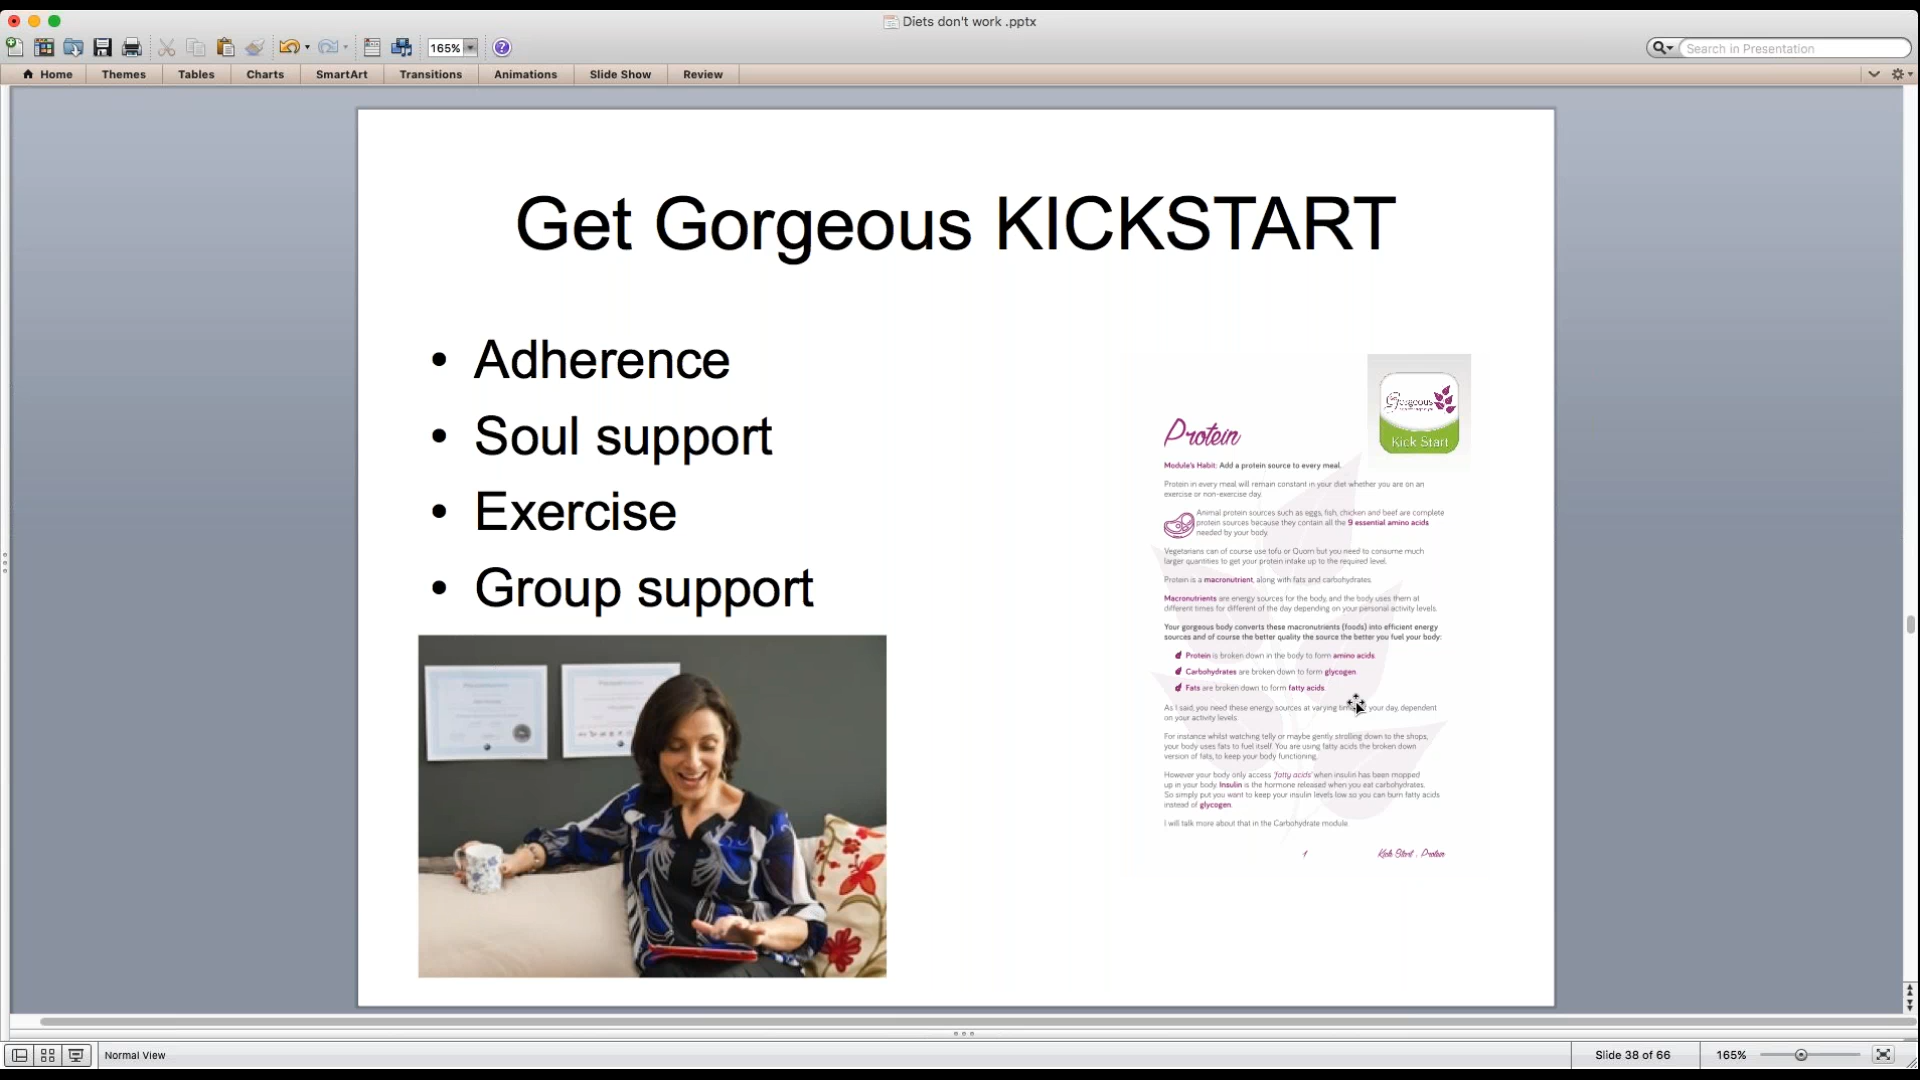 Diets don't work .pptx
165%
Search in Presentation
Home
Themes
Tables
Charts
SmartArt
Transitions
Animations
Slide Show
Review
Get Gorgeous KICKSTART
• Adherence
• Soul support
• Exercise
• Group support
Gorgeous
Kick Start
Protein
Module's Habit: Add a protein source to every meal.
Protein in every meal will remain constant in your diet whether you are on an
exercise or non-exercise day.
Animal protein sources such as eggs, fish, chicken and beef are complete
protein sources because they contain all the 9 essential amino acids
needed by your body.
Vegetarians can of course use tofu or Quorn but you need to consume much
larger quantities to get your protein intake up to the required level.
Protein is a macronutrient, along with fats and carbohydrates.
Macronutrients are energy sources for the body, and the body uses them at
different times for different of the day depending on your personal activity levels.
Your gorgeous body converts these macronutrients (foods) into efficient energy
sources and of course the better quality the source the better you fuel your body:
Protein is broken down in the body to form amino acids
Carbohydrates are broken down to form glycogen
Fats are broken down to form fatty acids
As I said, you need these energy sources at varying your day, dependent
on your activity levels.
For instance whilst watching telly or maybe gently strolling down to the shops,
your body uses fats to fuel itself. You are using fatty acids the broken down
version of fats, to keep your body functioning.
However your body only access 'fatty acids' when insulin has been mopped
up in your body. Insulin is the hormone released when you eat carbohydrates.
So simply put you want to keep your insulin levels low so you can burn fatty acids
instead of glycogen.
I will talk more about that in the Carbohydrate module.
1
Kick Start . Protein
Normal View
Slide 38 of 66
165%